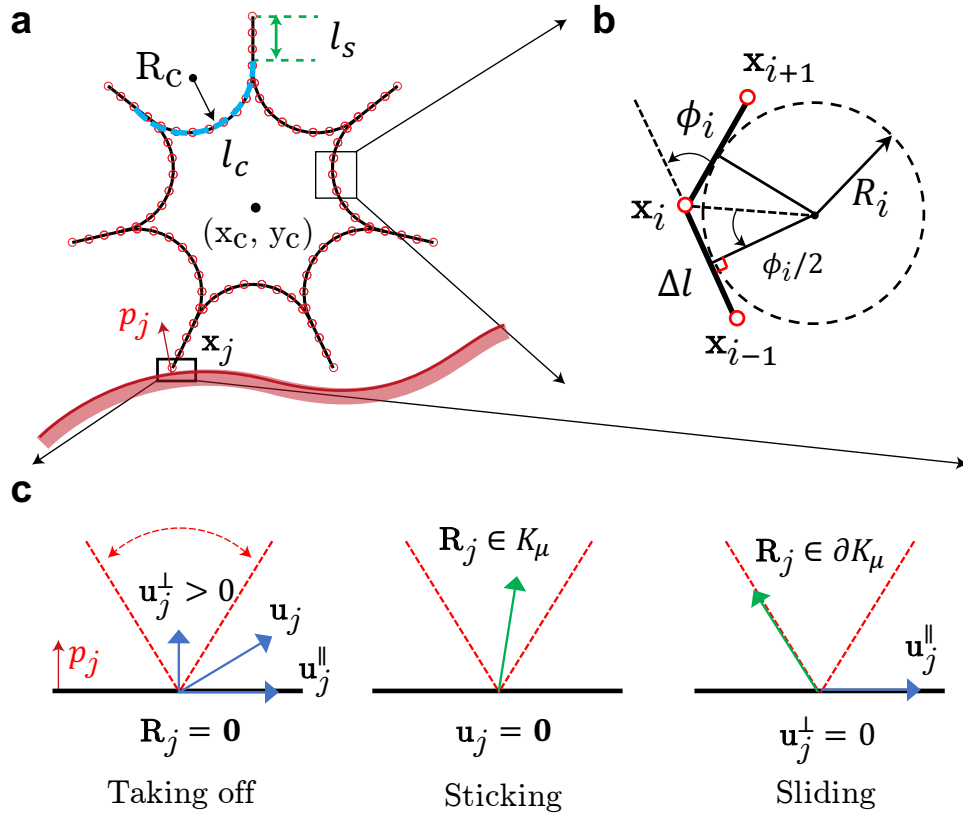 a
l_s
R_C
l_c
(x_c, y_c)
p_j
x_j
b
x_{i+1}
ϕ_i
x_i
R_i
ϕ_i/2
Δl
x_{i−1}
c
u_j^⊥ > 0
u_j
u_j^∥
p_j
R_j = 0
Taking off
R_j ∈ K_μ
u_j = 0
Sticking
R_j ∈ ∂K_μ
u_j^∥
u_j^⊥ = 0
Sliding